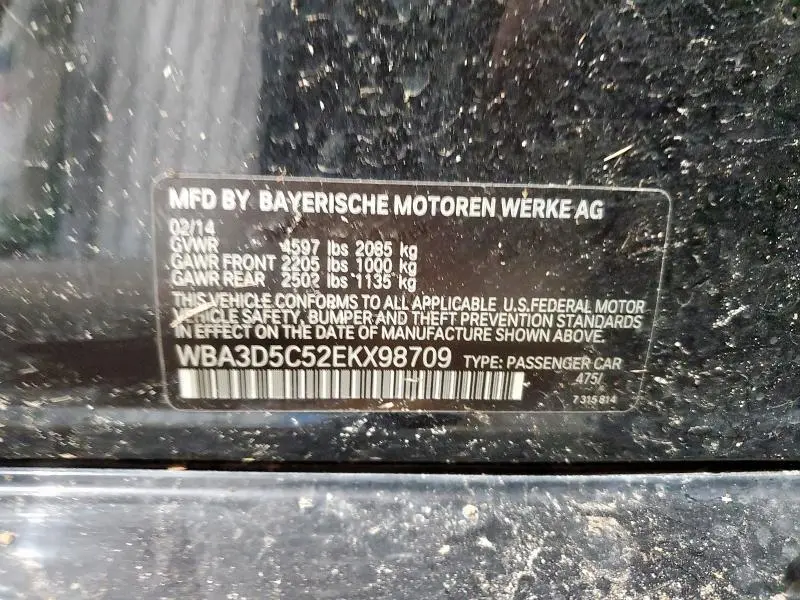 MFD BY BAYERISCHE MOTOREN WERKE AG
02/14
GVWR 4597 lbs 2085 kg
GAWR FRONT 2205 lbs 1000 kg
GAWR REAR 2502 lbs 1135 kg
THIS VEHICLE CONFORMS TO ALL APPLICABLE U.S.FEDERAL MOTOR
VEHICLE SAFETY, BUMPER AND THEFT PREVENTION STANDARDS
IN EFFECT ON THE DATE OF MANUFACTURE SHOWN ABOVE.
WBA3D5C52EKX98709 TYPE: PASSENGER CAR
475/
7 315 814